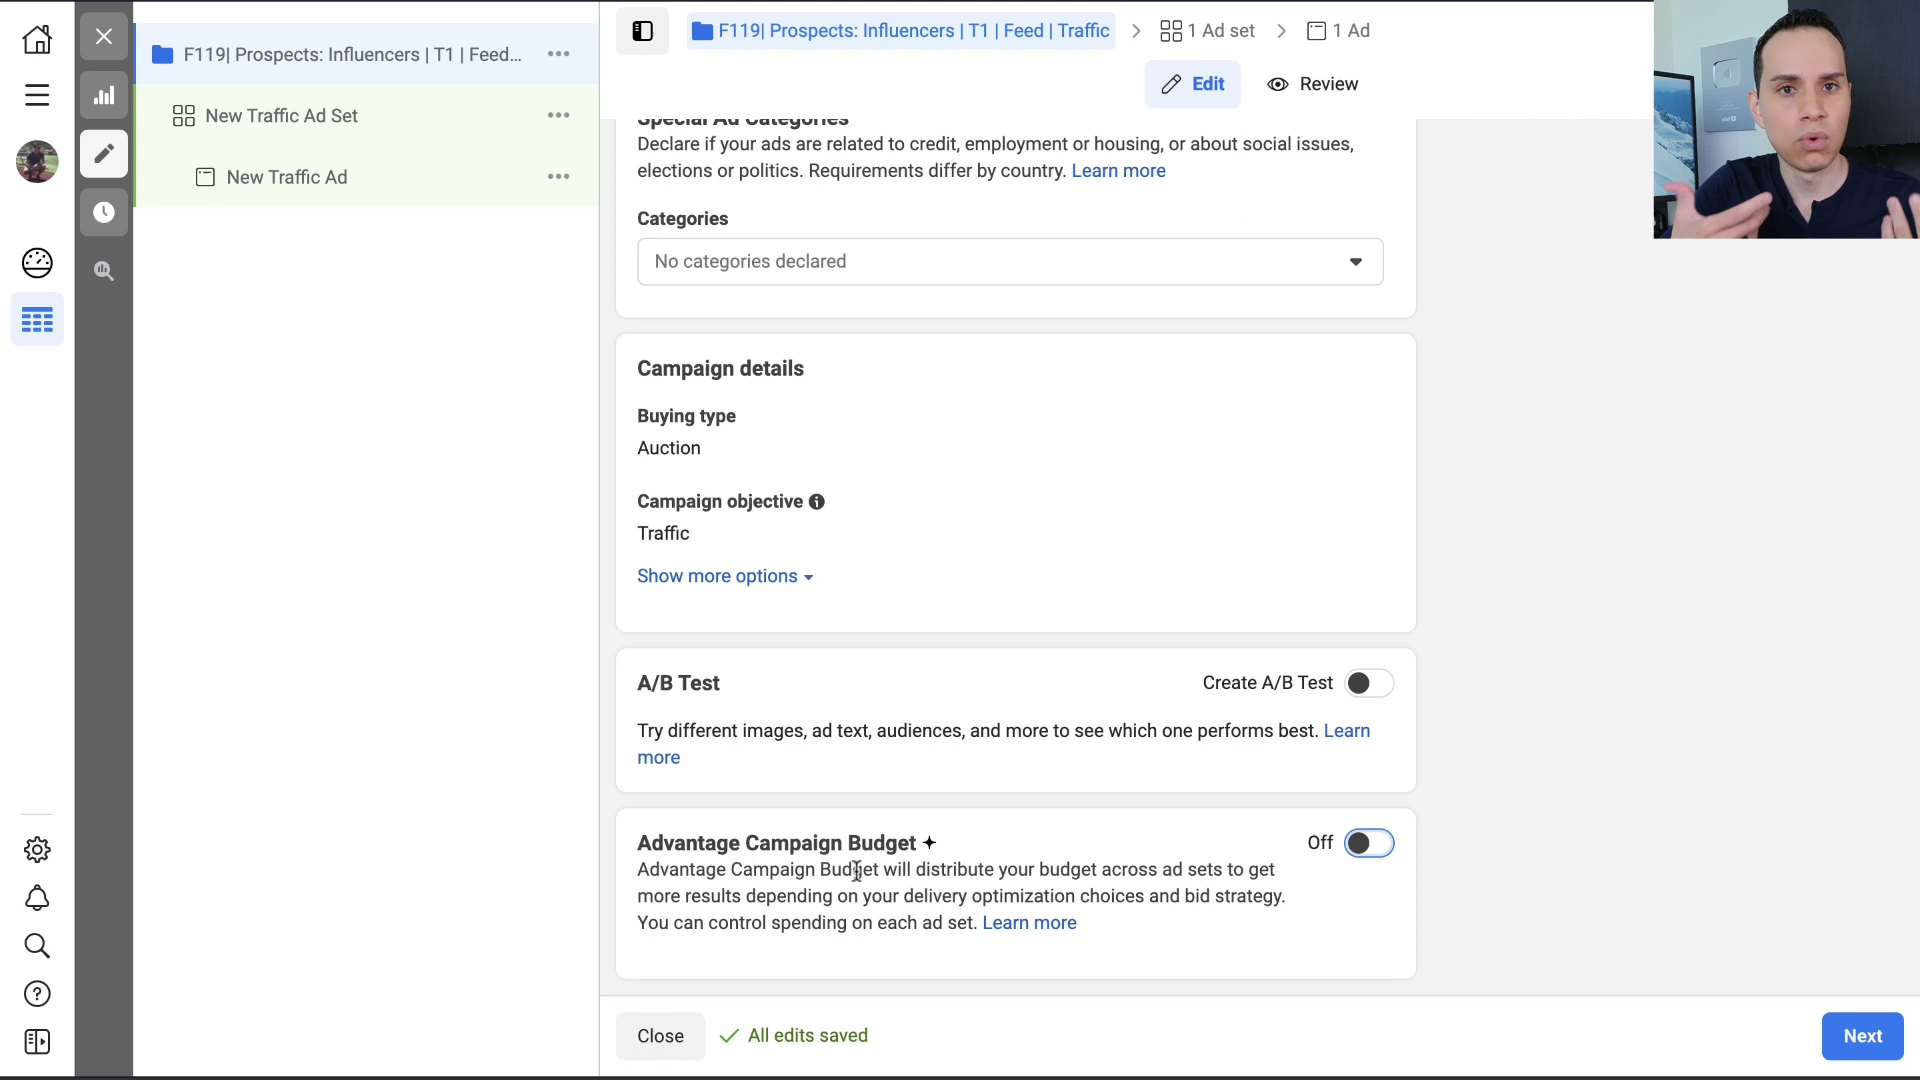 F119| Prospects: Influencers | T1 | Feed...
New Traffic Ad Set
New Traffic Ad
F119| Prospects: Influencers | T1 | Feed | Traffic
1 Ad set
1 Ad
Edit
Review
Special Ad Categories
Declare if your ads are related to credit, employment or housing, or about social issues,
elections or politics. Requirements differ by country. Learn more
Categories
No categories declared
Campaign details
Buying type
Auction
Campaign objective
Traffic
Show more options
A/B Test
Create A/B Test
Try different images, ad text, audiences, and more to see which one performs best. Learn
more
Advantage Campaign Budget
Off
Advantage Campaign Budget will distribute your budget across ad sets to get
more results depending on your delivery optimization choices and bid strategy.
You can control spending on each ad set. Learn more
Close
All edits saved
Next